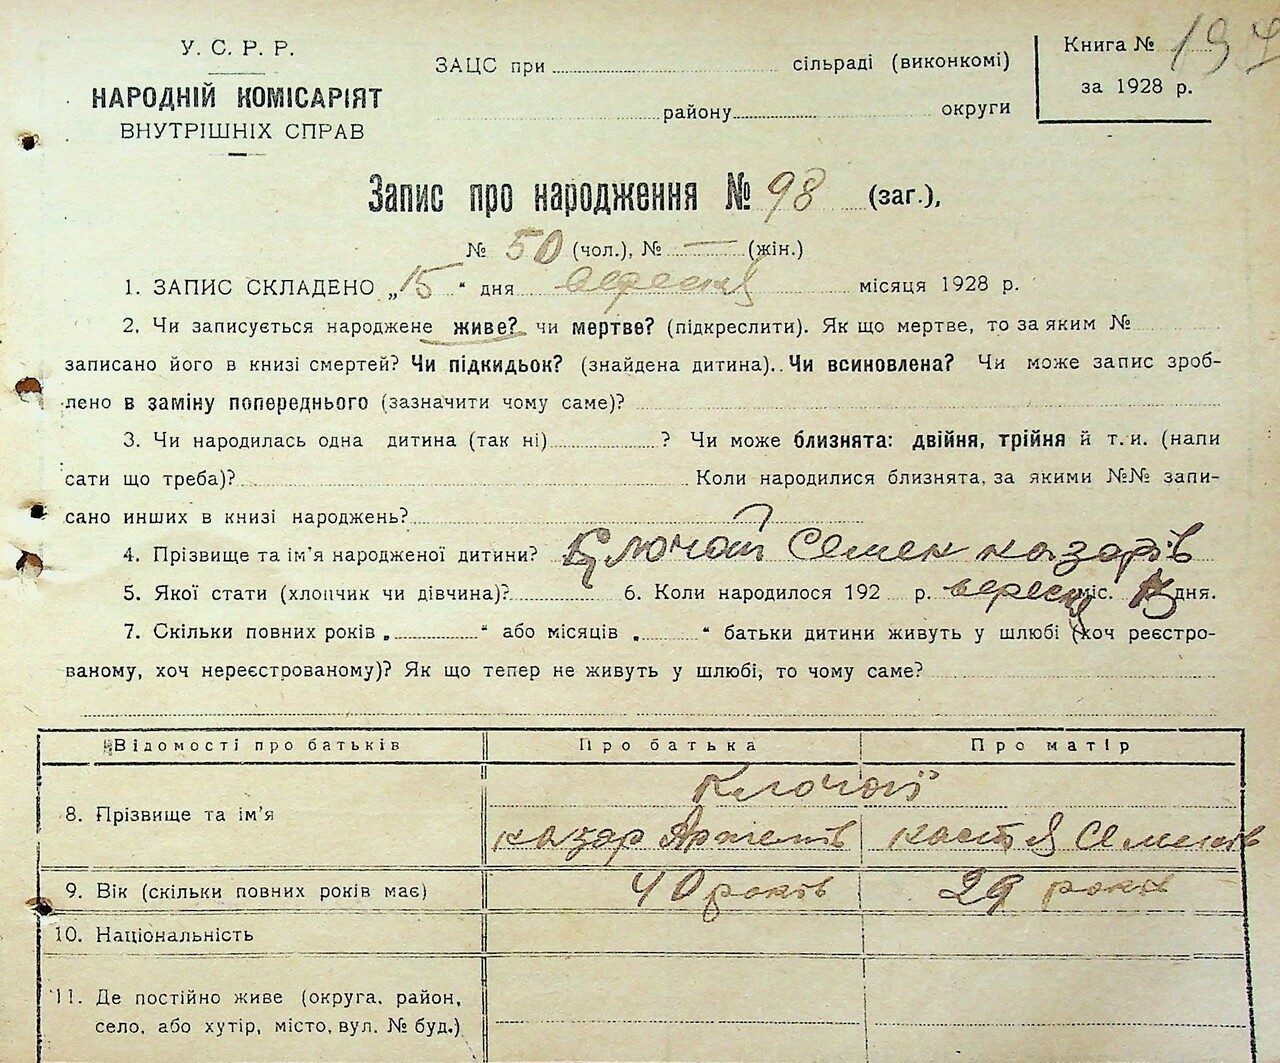 У. С. Р. Р.
НАРОДНІЙ КОМІСАРІЯТ
ВНУТРІШНІХ СПРАВ
ЗАЦС при сільраді (виконкомі)
району округи
Книга № 197
за 1928 р.
Запис про народження № 98 (заг.),
№ 50 (чол.), № — (жін.)
1. ЗАПИС СКЛАДЕНО „15 “ дня вересня місяця 1928 р.
2. Чи записується народжене живе? чи мертве? (підкреслити). Як що мертве, то за яким №
записано його в книзі смертей? Чи підкидьок? (знайдена дитина). Чи всиновлена? Чи може запис зроб-
лено в заміну попереднього (зазначити чому саме)?
3. Чи народилась одна дитина (так ні) ? Чи може близнята: двійня, трійня й т. и. (напи
сати що треба)? Коли народилися близнята, за якими №№ запи-
сано инших в книзі народжень?
4. Прізвище та ім'я народженої дитини? Ключай Семен Назарів
5. Якої стати (хлопчик чи дівчина)? 6. Коли народилося 192 р. вересня міс. 13 дня.
7. Скільки повних років „ “ або місяців „ “ батьки дитини живуть у шлюбі (хоч реєстро-
ваному, хоч нереєстрованому)? Як що тепер не живуть у шлюбі, то чому саме?
Відомості про батьків Про батька Про матір
8. Прізвище та ім'я Ключаї
Назар Настя Семенів
9. Вік (скільки повних років має) 40 років 29 років
10. Національність
11. Де постійно живе (округа, район,
село, або хутір, місто, вул. № буд.)